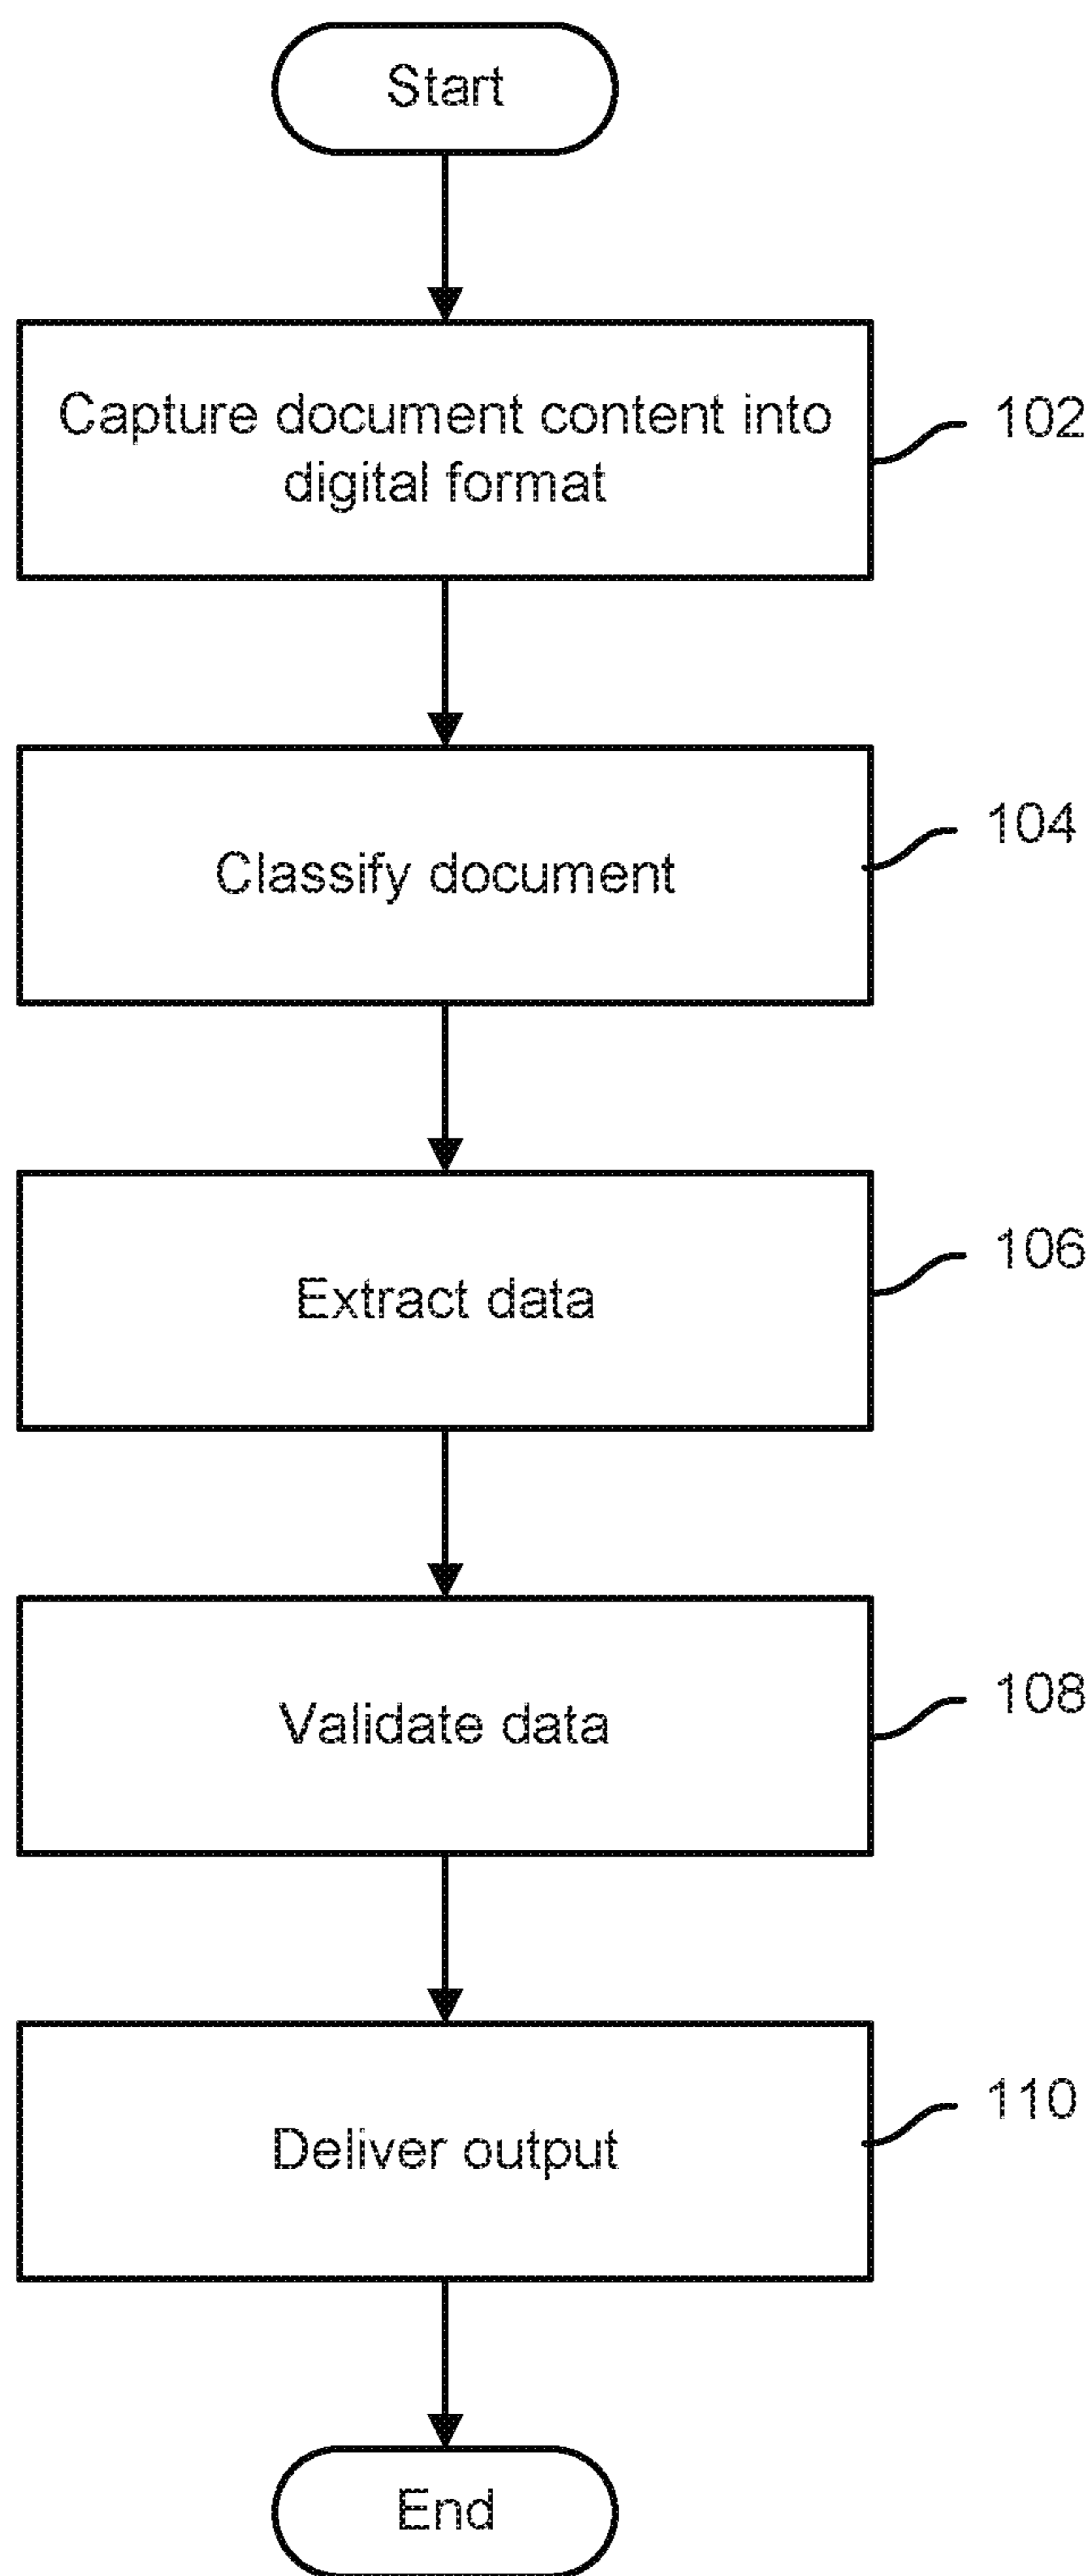 Start
Capture document content into
digital format
102
Classify document
104
Extract data
106
Validate data
108
Deliver output
110
End